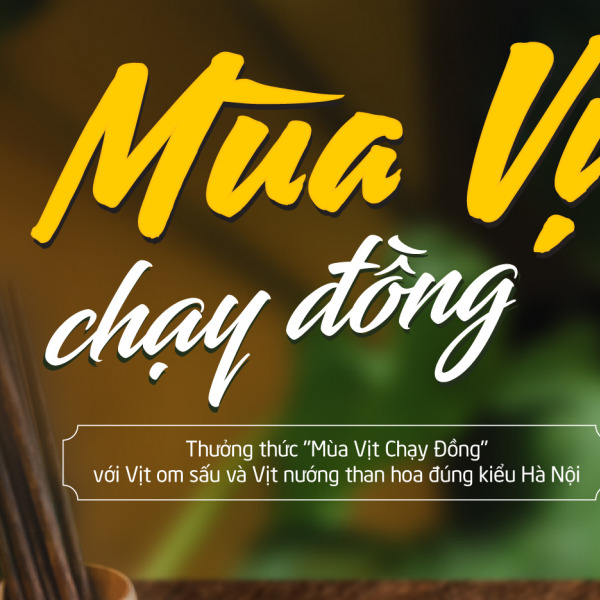 Mùa Vị
chạy đồng
Thưởng thức "Mùa Vịt Chạy Đồng"
với Vịt om sấu và Vịt nướng than hoa đúng kiểu Hà Nội